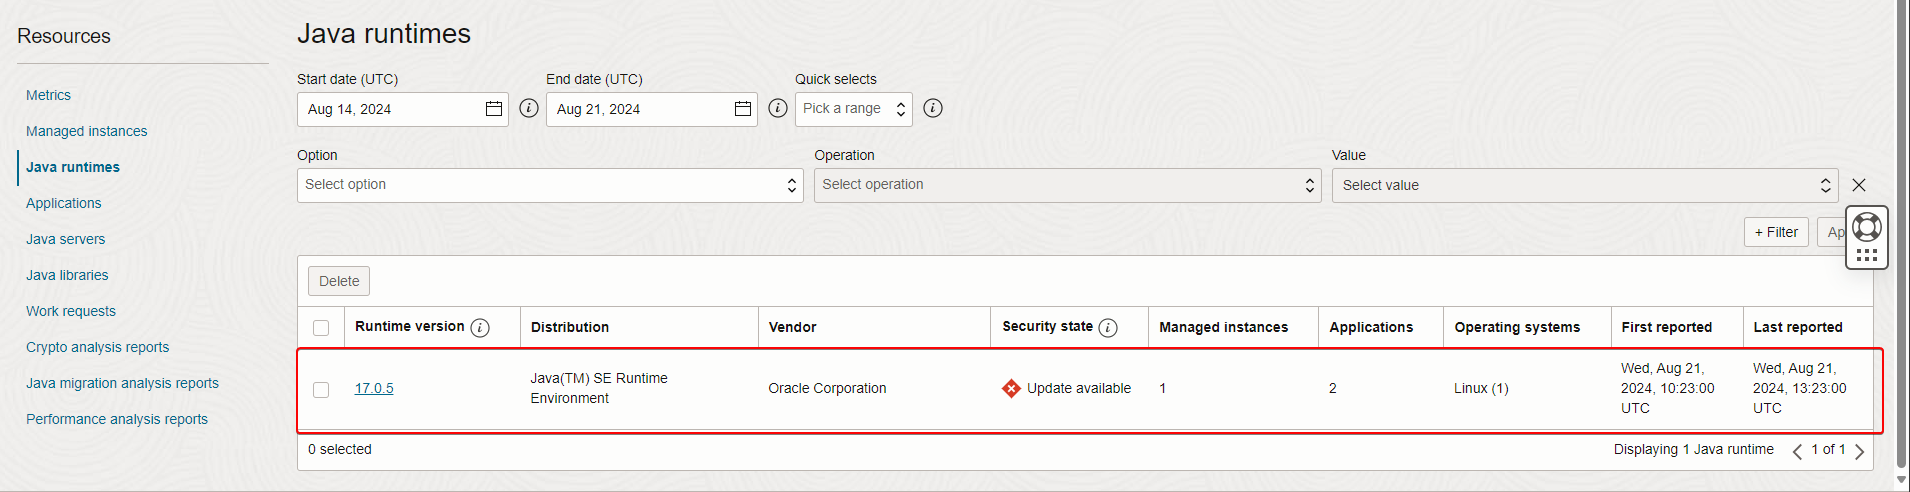 Resources
Metrics
Managed instances
Java runtimes
Applications
Java servers
Java libraries
Work requests
Crypto analysis reports
Java migration analysis reports
Performance analysis reports
Java runtimes
Start date (UTC) End date (UTC) Quick selects
Aug 14, 2024 Aug 21, 2024 Pick a range
Option Operation Value
Select option Select operation Select value
+ Filter Ap
Delete
Runtime version Distribution Vendor Security state Managed instances Applications Operating systems First reported Last reported
17.0.5 Java(TM) SE Runtime Environment Oracle Corporation Update available 1 2 Linux (1) Wed, Aug 21, 2024, 10:23:00 UTC Wed, Aug 21, 2024, 13:23:00 UTC
0 selected Displaying 1 Java runtime 1 of 1